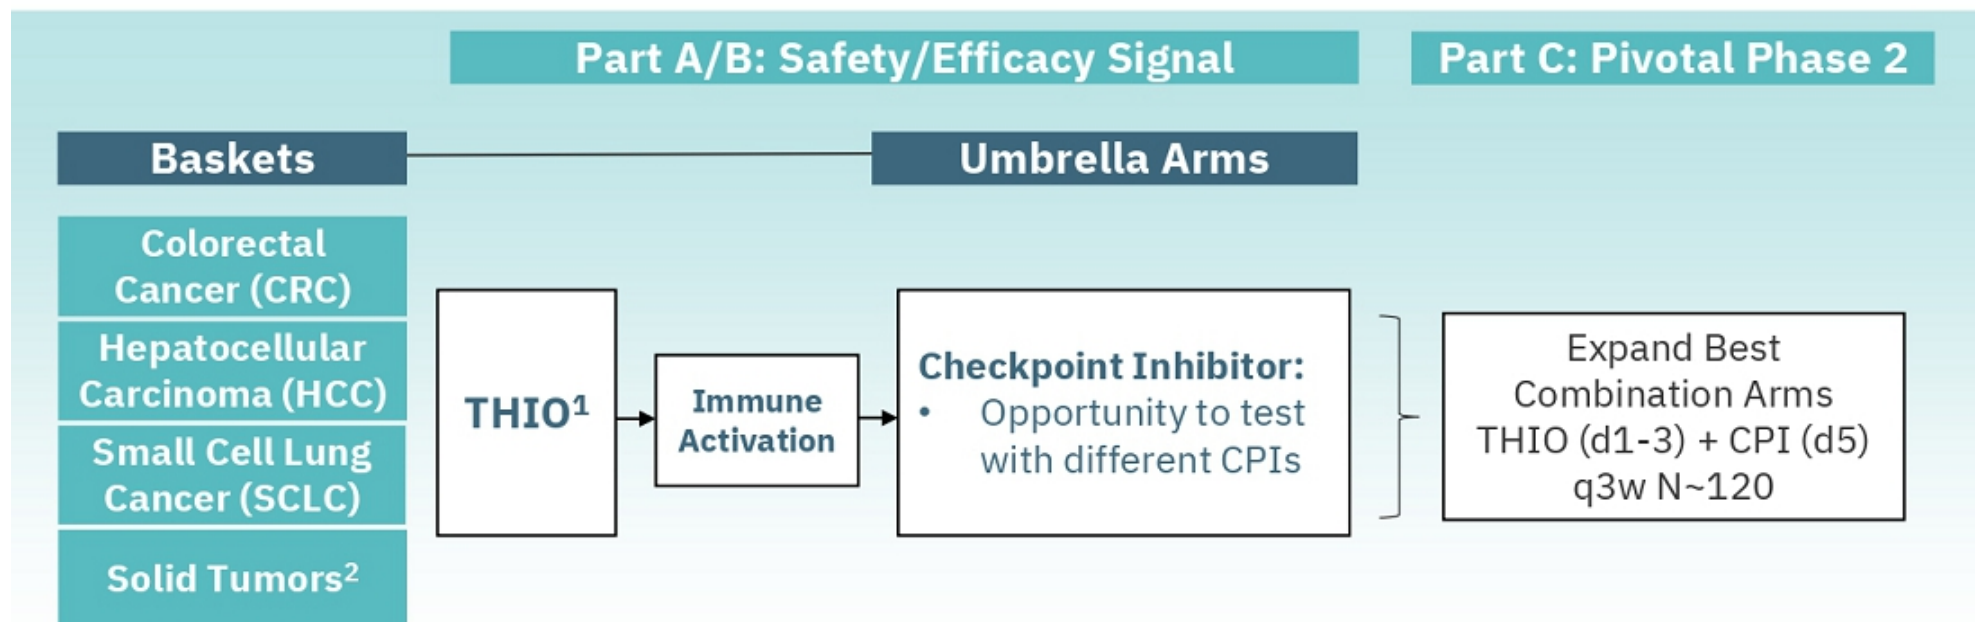 Part A/B: Safety/Efficacy Signal
Part C: Pivotal Phase 2
Baskets
Umbrella Arms
Colorectal
Cancer (CRC)
Hepatocellular
Carcinoma (HCC)
Small Cell Lung
Cancer (SCLC)
Solid Tumors²
THIO¹
Immune
Activation
Checkpoint Inhibitor:
• Opportunity to test
with different CPIs
Expand Best
Combination Arms
THIO (d1-3) + CPI (d5)
q3w N~120